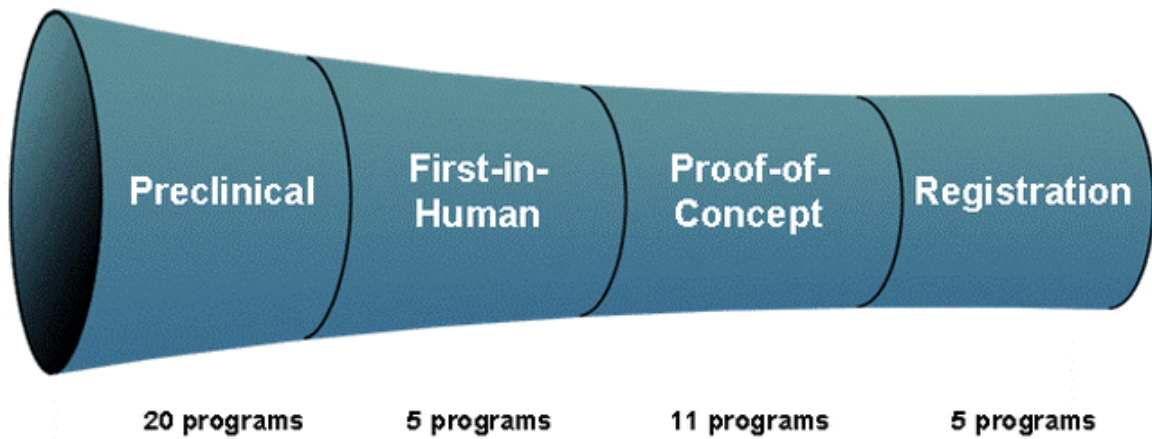 Preclinical
First-in-
Human
Proof-of-
Concept
Registration
20 programs
5 programs
11 programs
5 programs